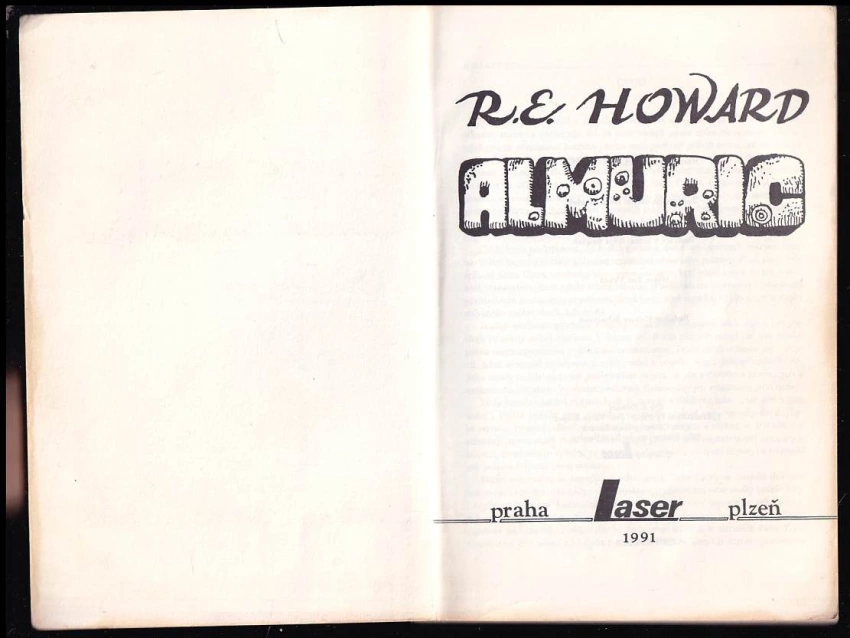 R.E. HOWARD
ALMURIC
praha Laser plzeň
1991